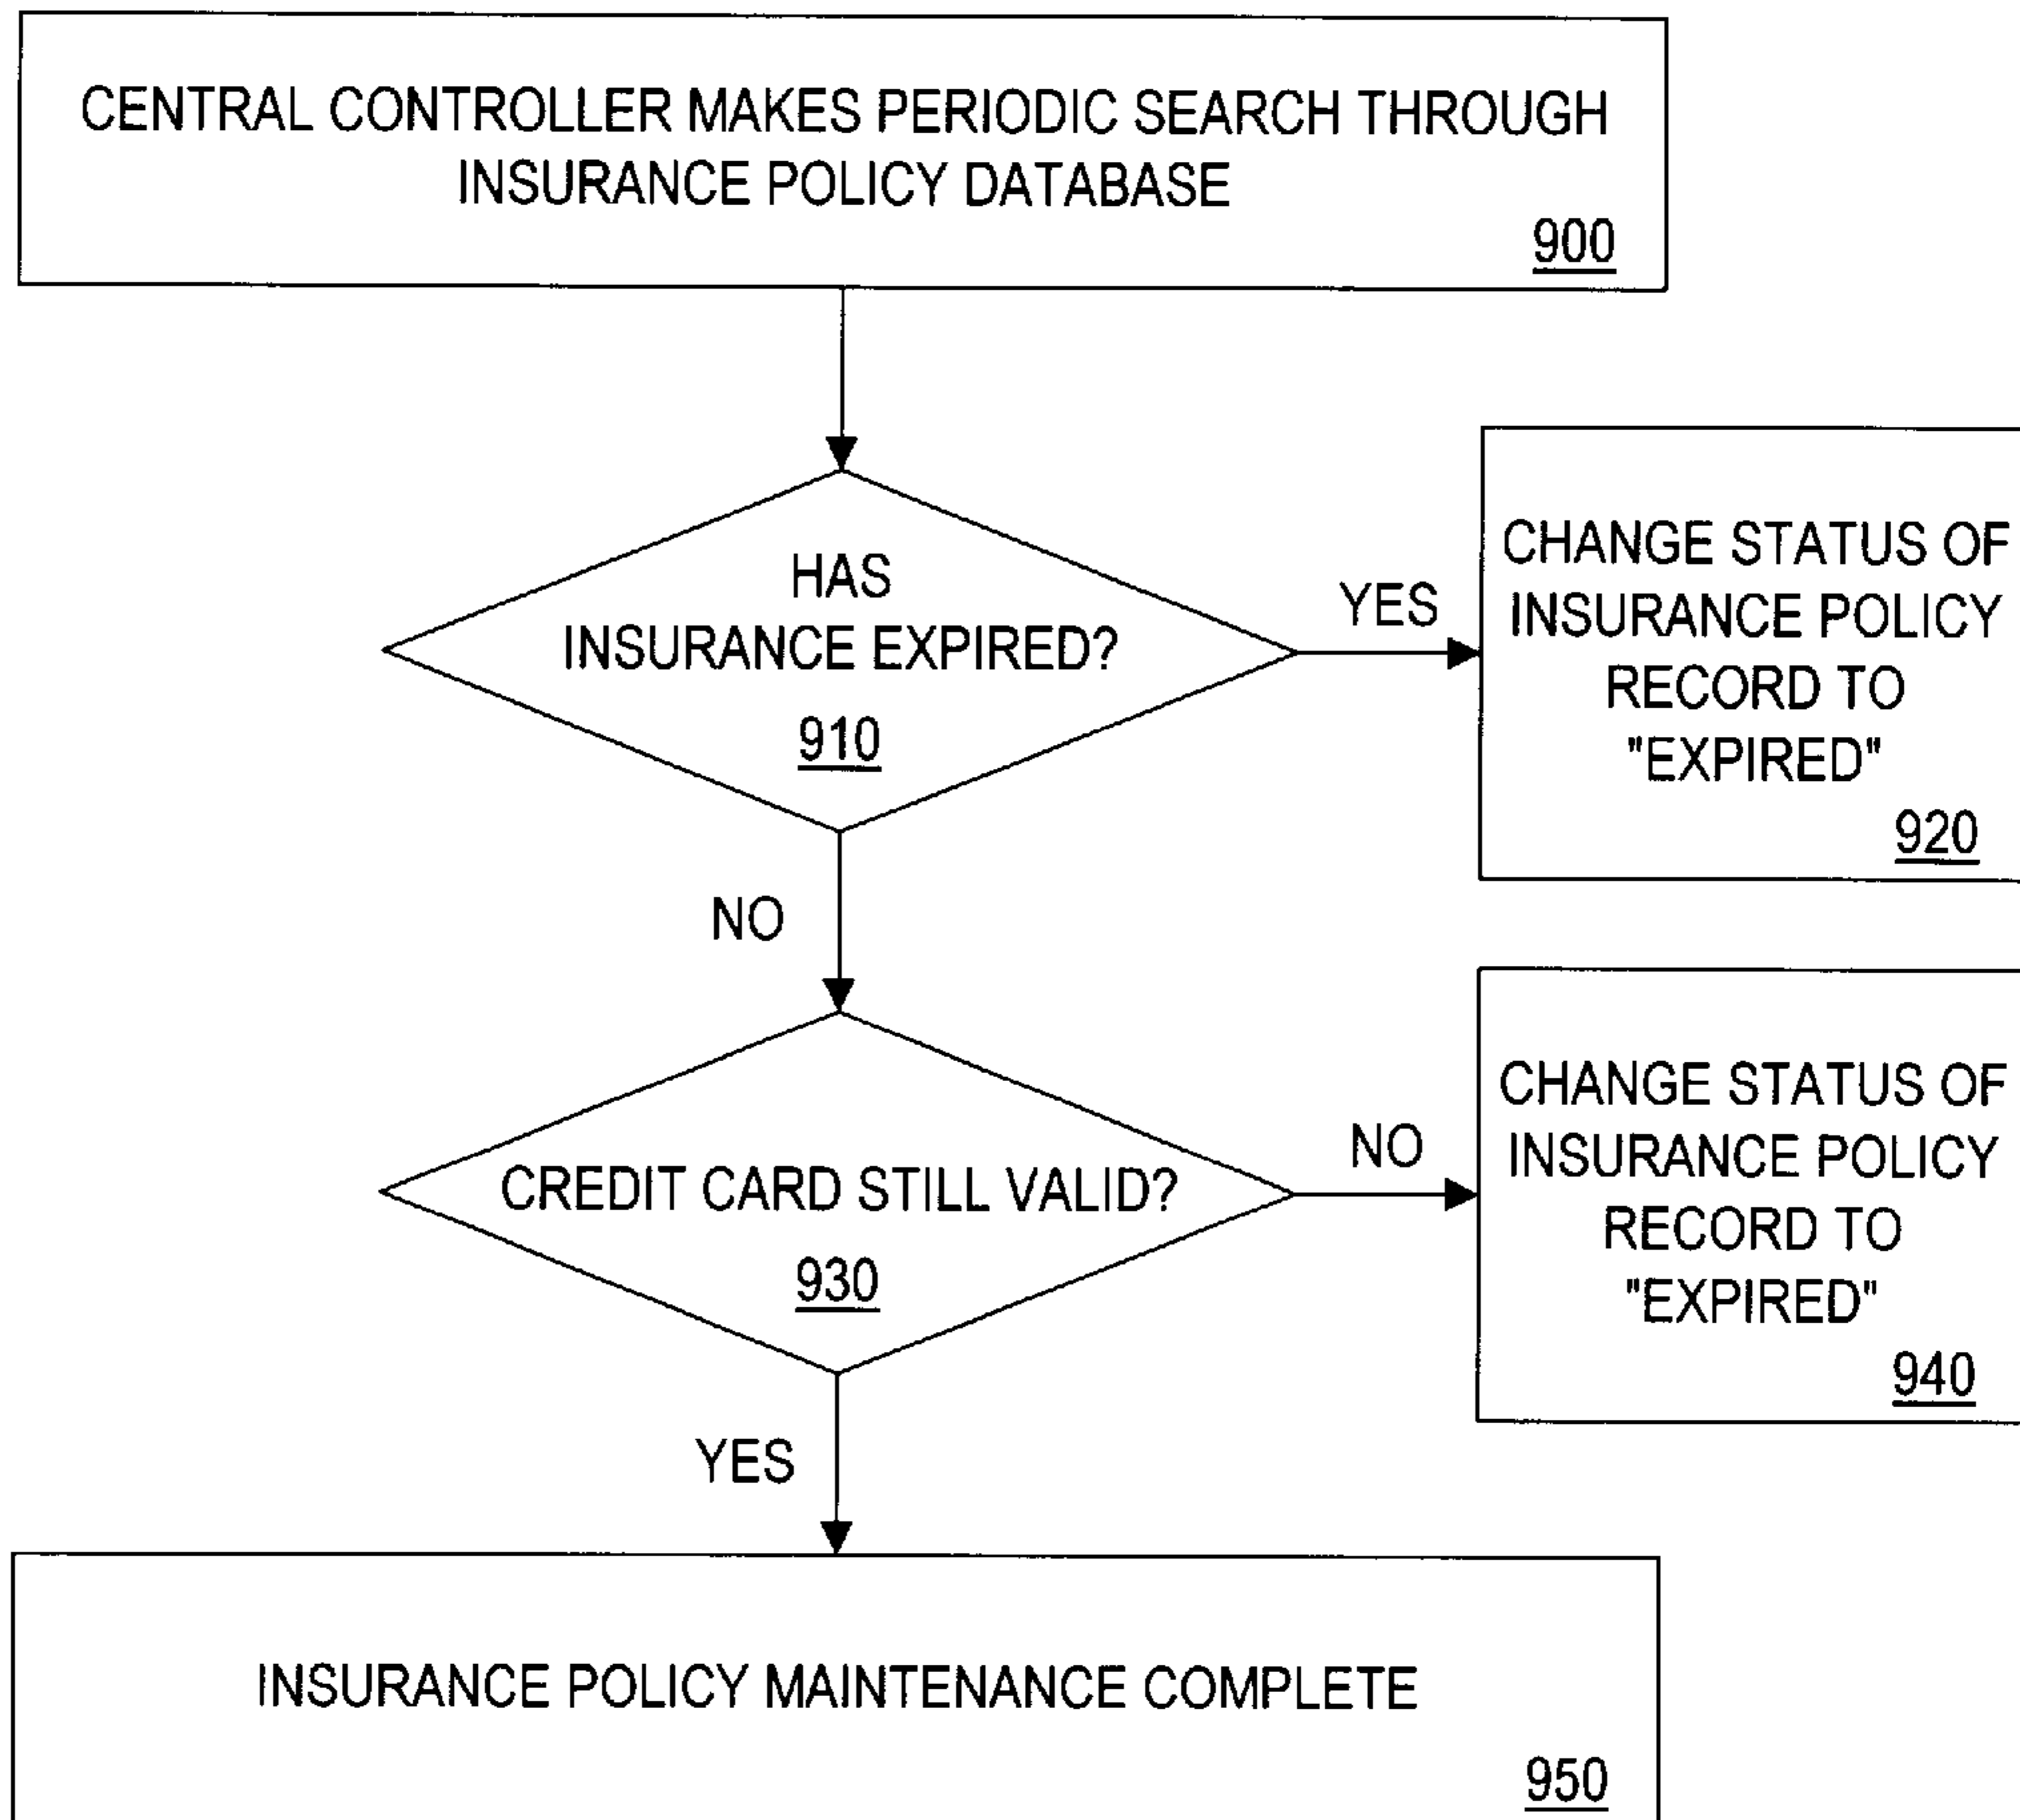 CENTRAL CONTROLLER MAKES PERIODIC SEARCH THROUGH
INSURANCE POLICY DATABASE
900
HAS
INSURANCE EXPIRED?
910
YES
CHANGE STATUS OF
INSURANCE POLICY
RECORD TO
"EXPIRED"
920
NO
CREDIT CARD STILL VALID?
930
NO
CHANGE STATUS OF
INSURANCE POLICY
RECORD TO
"EXPIRED"
940
YES
INSURANCE POLICY MAINTENANCE COMPLETE
950